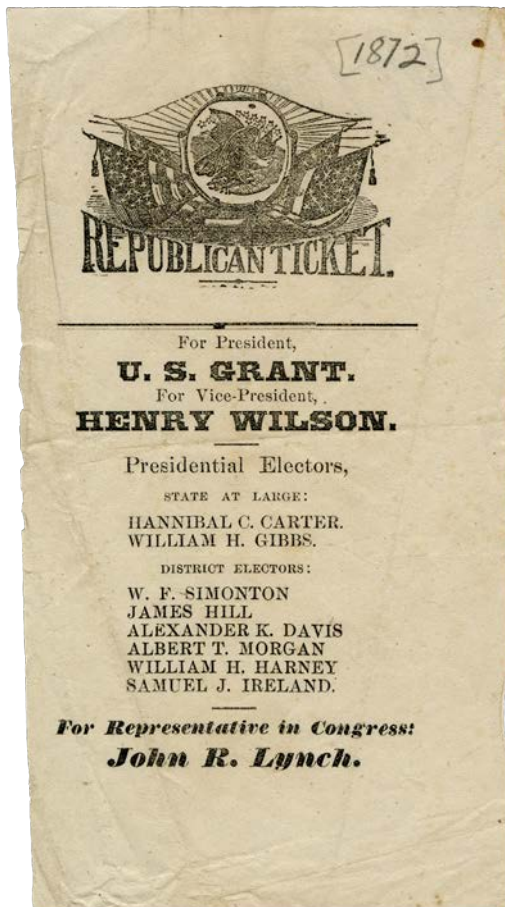 [1872]
REPUBLICAN TICKET.
For President,
U. S. GRANT.
For Vice-President,
HENRY WILSON.
Presidential Electors,
STATE AT LARGE:
HANNIBAL C. CARTER.
WILLIAM H. GIBBS.
DISTRICT ELECTORS:
W. F. SIMONTON
JAMES HILL
ALEXANDER K. DAVIS
ALBERT T. MORGAN
WILLIAM H. HARNEY
SAMUEL J. IRELAND.
For Representative in Congress:
John R. Lynch.